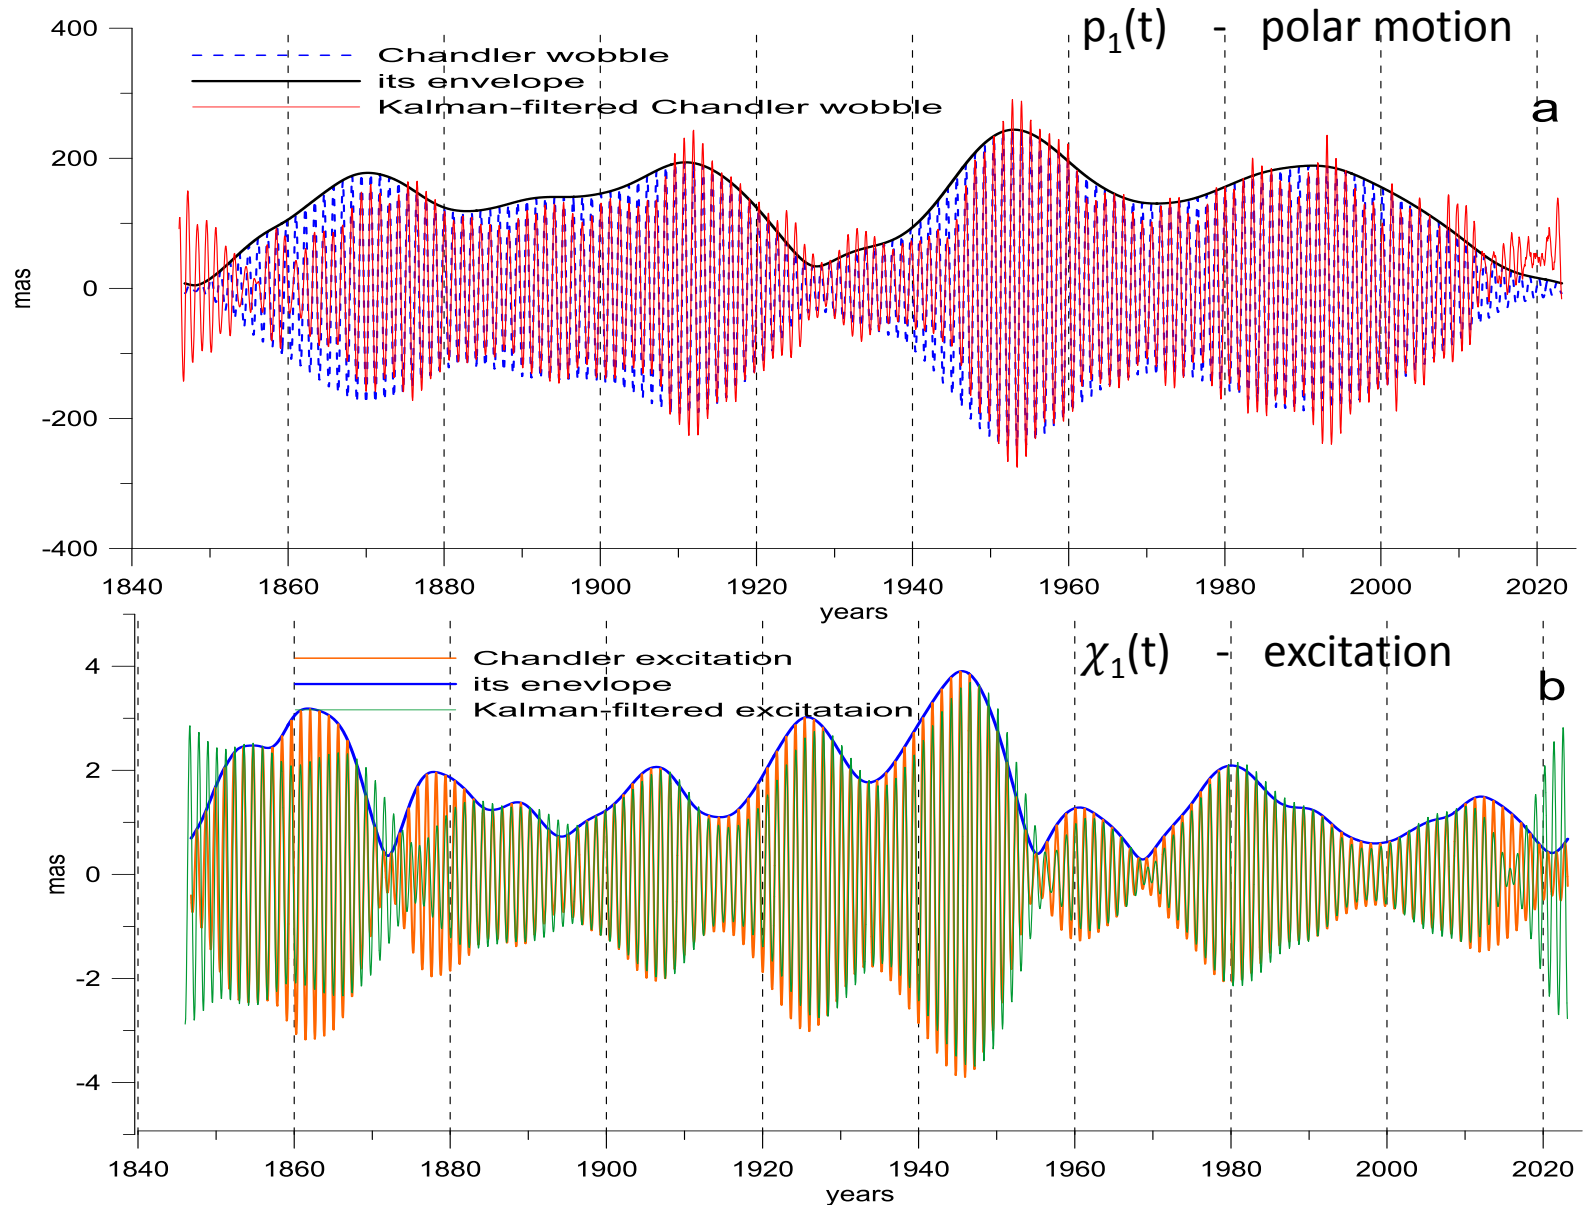 p₁(t) - polar motion
400
Chandler wobble
its envelope
Kalman-filtered Chandler wobble
a
200
0
mas
-200
-400
1840 1860 1880 1900 1920 1940 1960 1980 2000 2020
years
χ₁(t) - excitation
4
Chandler excitation
its enevlope
Kalman-filtered excitataion
b
2
0
mas
-2
-4
1840 1860 1880 1900 1920 1940 1960 1980 2000 2020
years